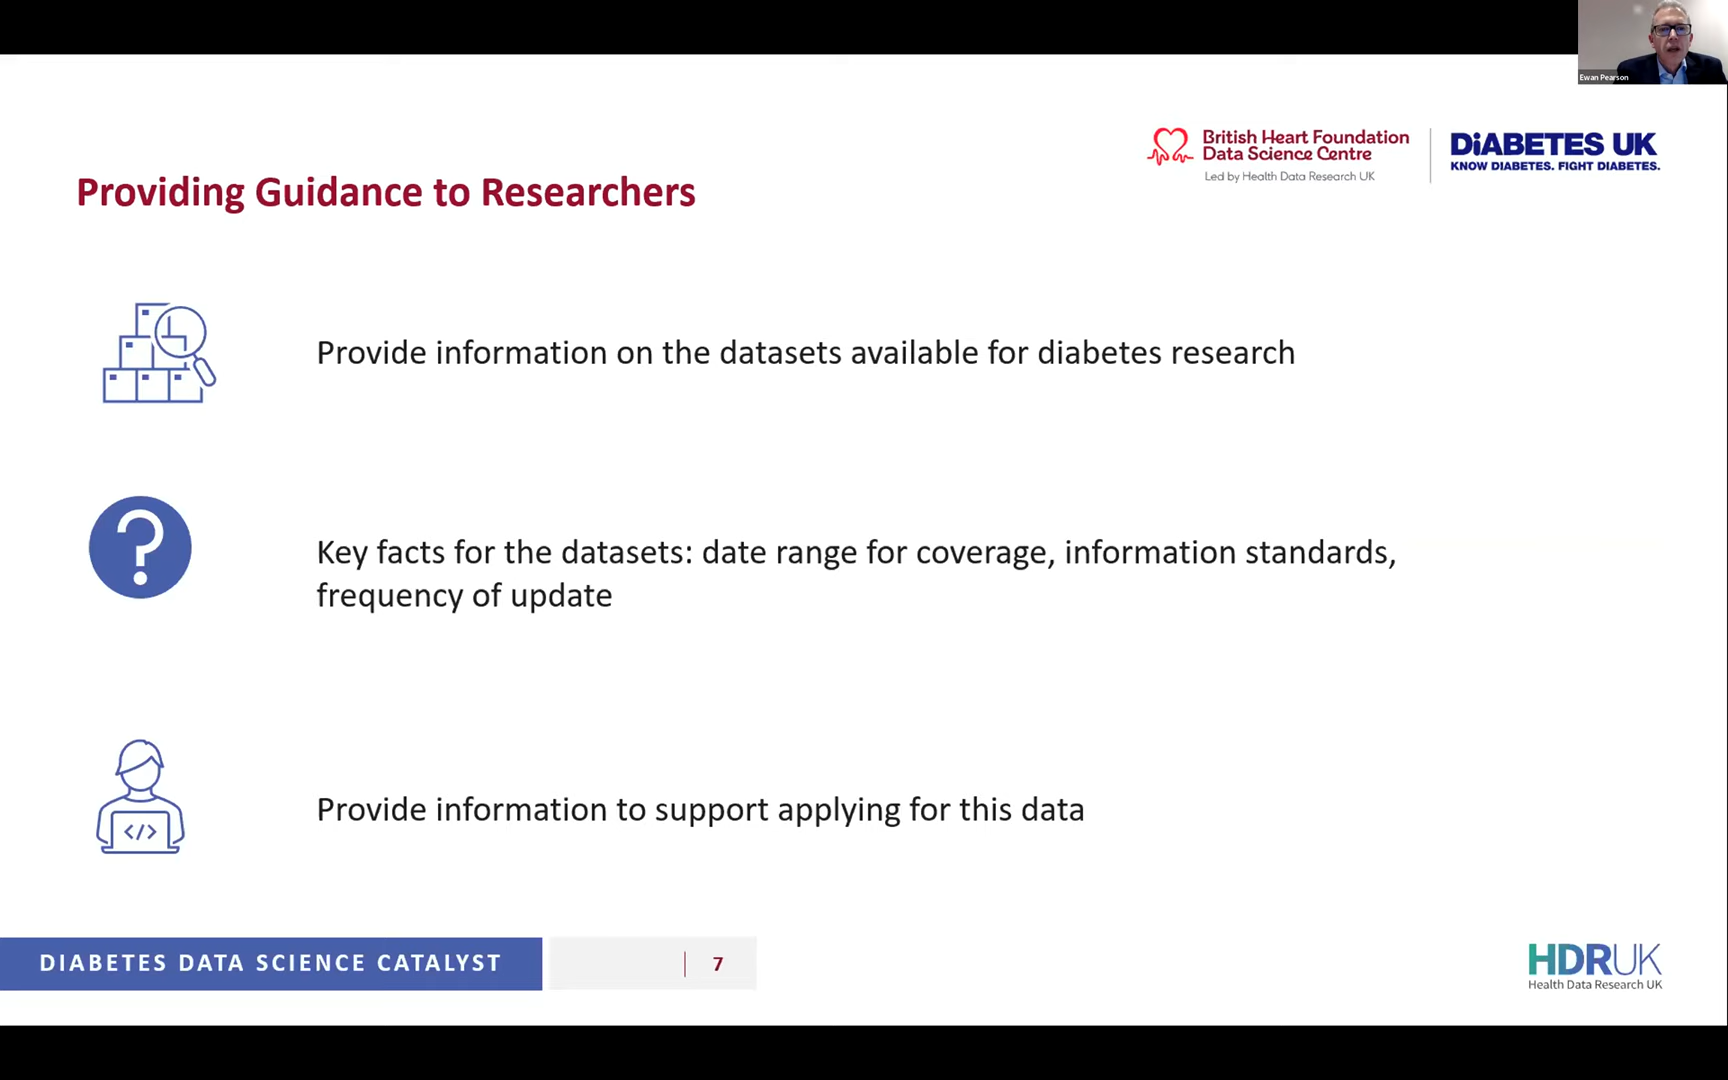 Ewan Pearson
British Heart Foundation
Data Science Centre
Led by Health Data Research UK
DiABETES UK
KNOW DIABETES. FIGHT DIABETES.
Providing Guidance to Researchers
Provide information on the datasets available for diabetes research
?
Key facts for the datasets: date range for coverage, information standards,
frequency of update
</>
Provide information to support applying for this data
DIABETES DATA SCIENCE CATALYST
7
HDRUK
Health Data Research UK